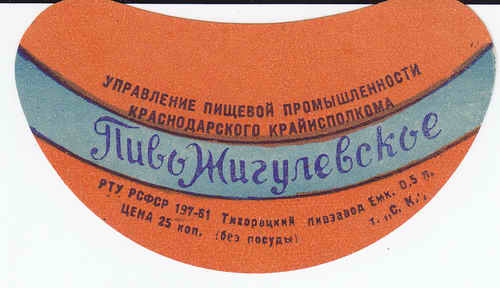 УПРАВЛЕНИЕ ПИЩЕВОЙ ПРОМЫШЛЕННОСТИ
КРАСНОДАРСКОГО КРАЙИСПОЛКОМА
Пиво Жигулевское
РТУ РСФСР 197-61 Тихорецкий пивзавод Емк. 0,5 л.
ЦЕНА 25 коп. (без посуды) т. „С. К.”,